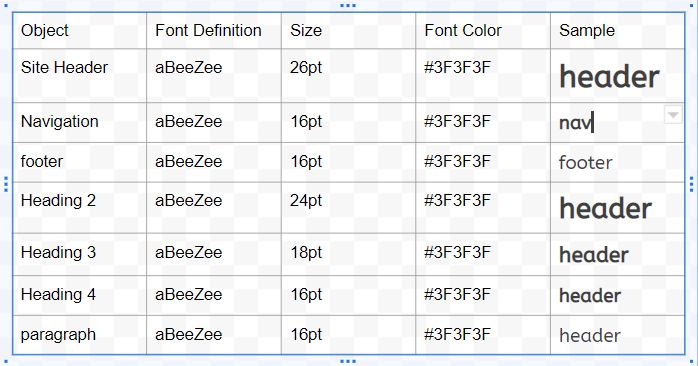 Object Font Definition Size Font Color Sample
Site Header aBeeZee 26pt #3F3F3F header
Navigation aBeeZee 16pt #3F3F3F nav
footer aBeeZee 16pt #3F3F3F footer
Heading 2 aBeeZee 24pt #3F3F3F header
Heading 3 aBeeZee 18pt #3F3F3F header
Heading 4 aBeeZee 16pt #3F3F3F header
paragraph aBeeZee 16pt #3F3F3F header